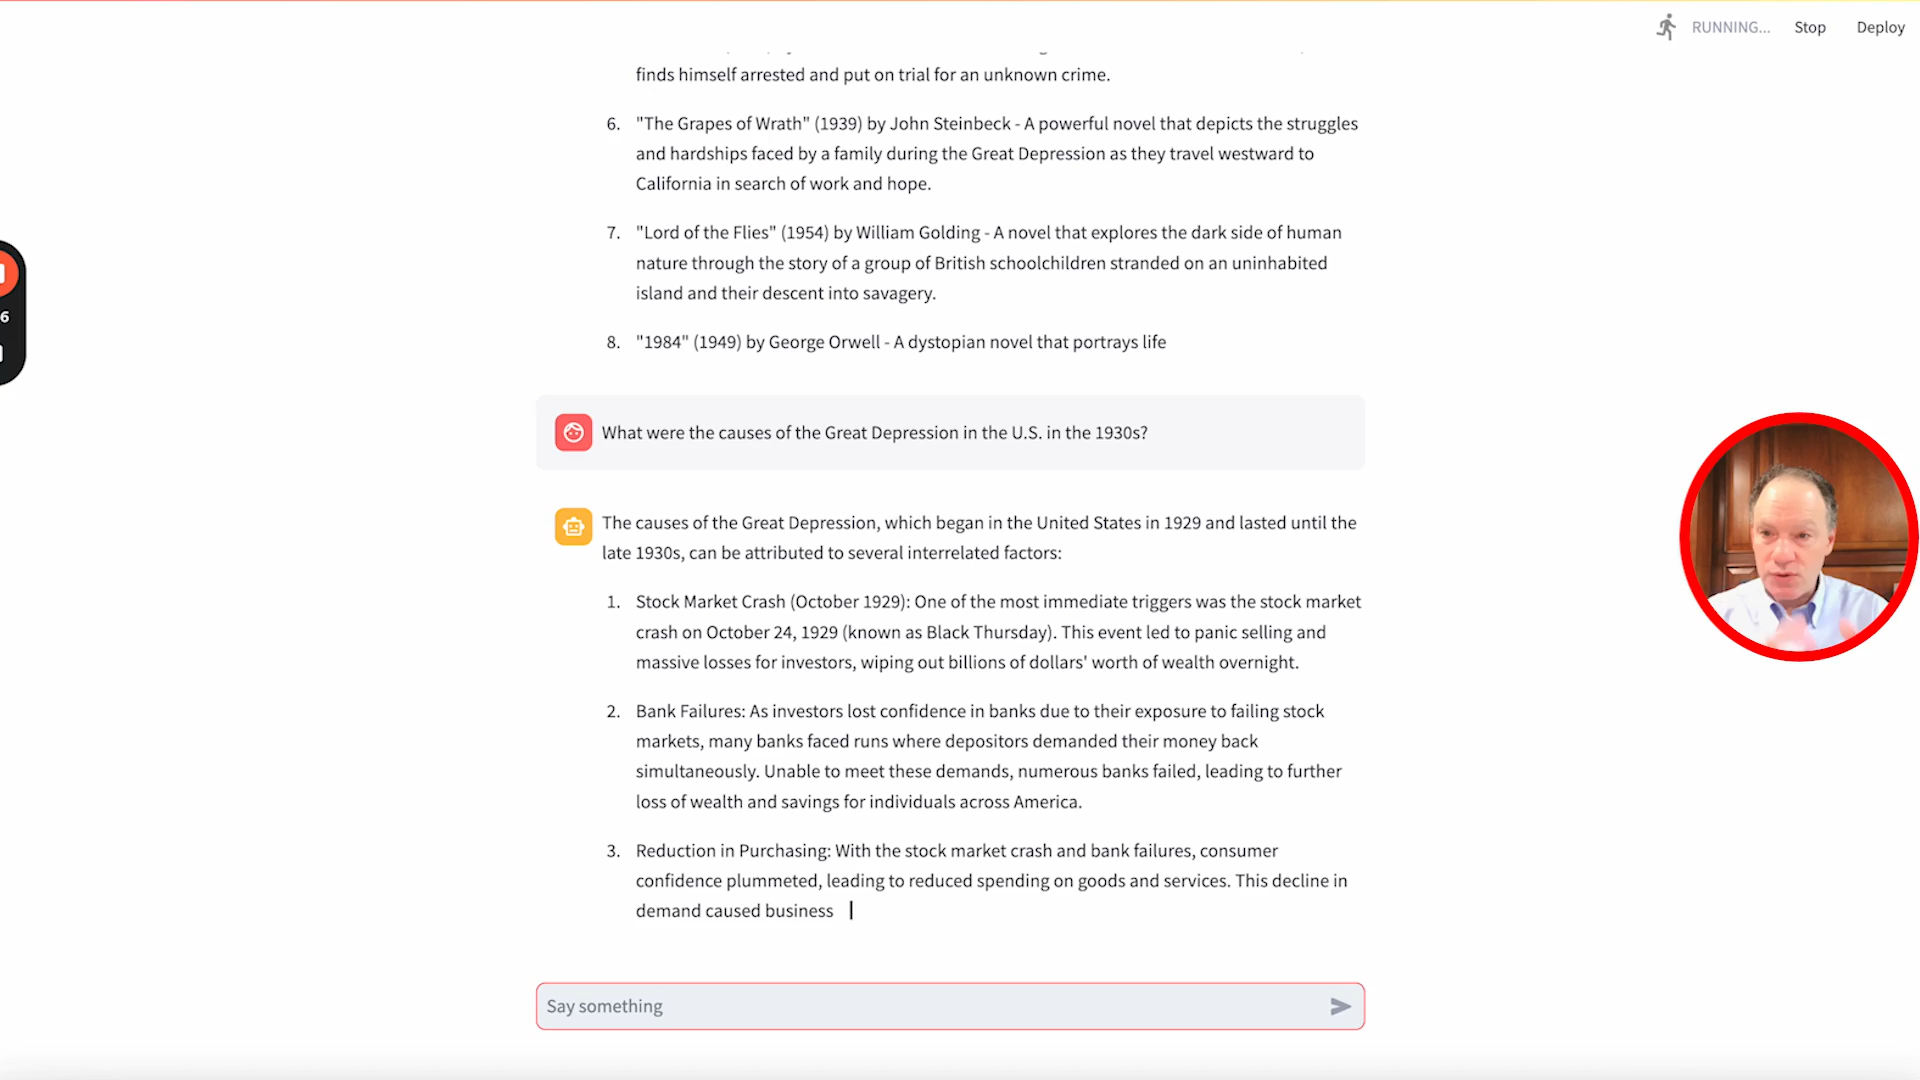 RUNNING...
Stop
Deploy
finds himself arrested and put on trial for an unknown crime.
6. "The Grapes of Wrath" (1939) by John Steinbeck - A powerful novel that depicts the struggles
and hardships faced by a family during the Great Depression as they travel westward to
California in search of work and hope.
7. "Lord of the Flies" (1954) by William Golding - A novel that explores the dark side of human
nature through the story of a group of British schoolchildren stranded on an uninhabited
island and their descent into savagery.
8. "1984" (1949) by George Orwell - A dystopian novel that portrays life
6
What were the causes of the Great Depression in the U.S. in the 1930s?
The causes of the Great Depression, which began in the United States in 1929 and lasted until the
late 1930s, can be attributed to several interrelated factors:
1. Stock Market Crash (October 1929): One of the most immediate triggers was the stock market
crash on October 24, 1929 (known as Black Thursday). This event led to panic selling and
massive losses for investors, wiping out billions of dollars' worth of wealth overnight.
2. Bank Failures: As investors lost confidence in banks due to their exposure to failing stock
markets, many banks faced runs where depositors demanded their money back
simultaneously. Unable to meet these demands, numerous banks failed, leading to further
loss of wealth and savings for individuals across America.
3. Reduction in Purchasing: With the stock market crash and bank failures, consumer
confidence plummeted, leading to reduced spending on goods and services. This decline in
demand caused business
Say something